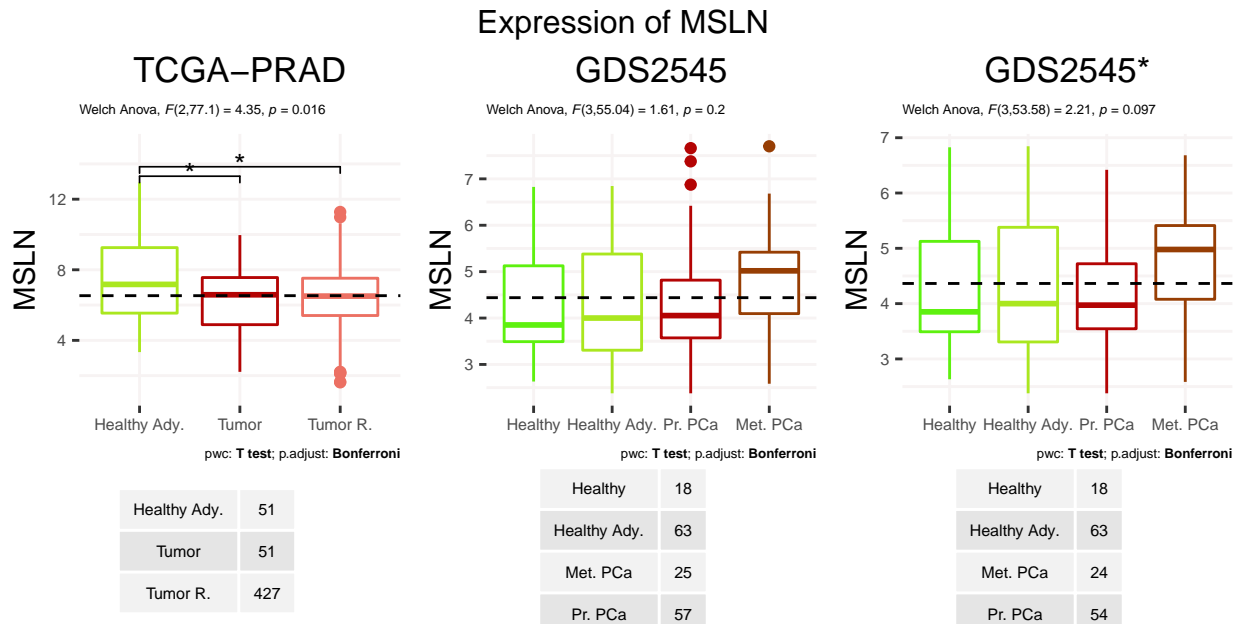 Expression of MSLN
TCGA−PRAD
Welch Anova, F(2,77.1) = 4.35, p = 0.016
MSLN
12
8
4
*
*
Healthy Ady.
Tumor
Tumor R.
pwc: T test; p.adjust: Bonferroni
Healthy Ady. 51
Tumor 51
Tumor R. 427
GDS2545
Welch Anova, F(3,55.04) = 1.61, p = 0.2
MSLN
7
6
5
4
3
Healthy
Healthy Ady.
Pr. PCa
Met. PCa
pwc: T test; p.adjust: Bonferroni
Healthy 18
Healthy Ady. 63
Met. PCa 25
Pr. PCa 57
GDS2545*
Welch Anova, F(3,53.58) = 2.21, p = 0.097
MSLN
7
6
5
4
3
Healthy
Healthy Ady.
Pr. PCa
Met. PCa
pwc: T test; p.adjust: Bonferroni
Healthy 18
Healthy Ady. 63
Met. PCa 24
Pr. PCa 54